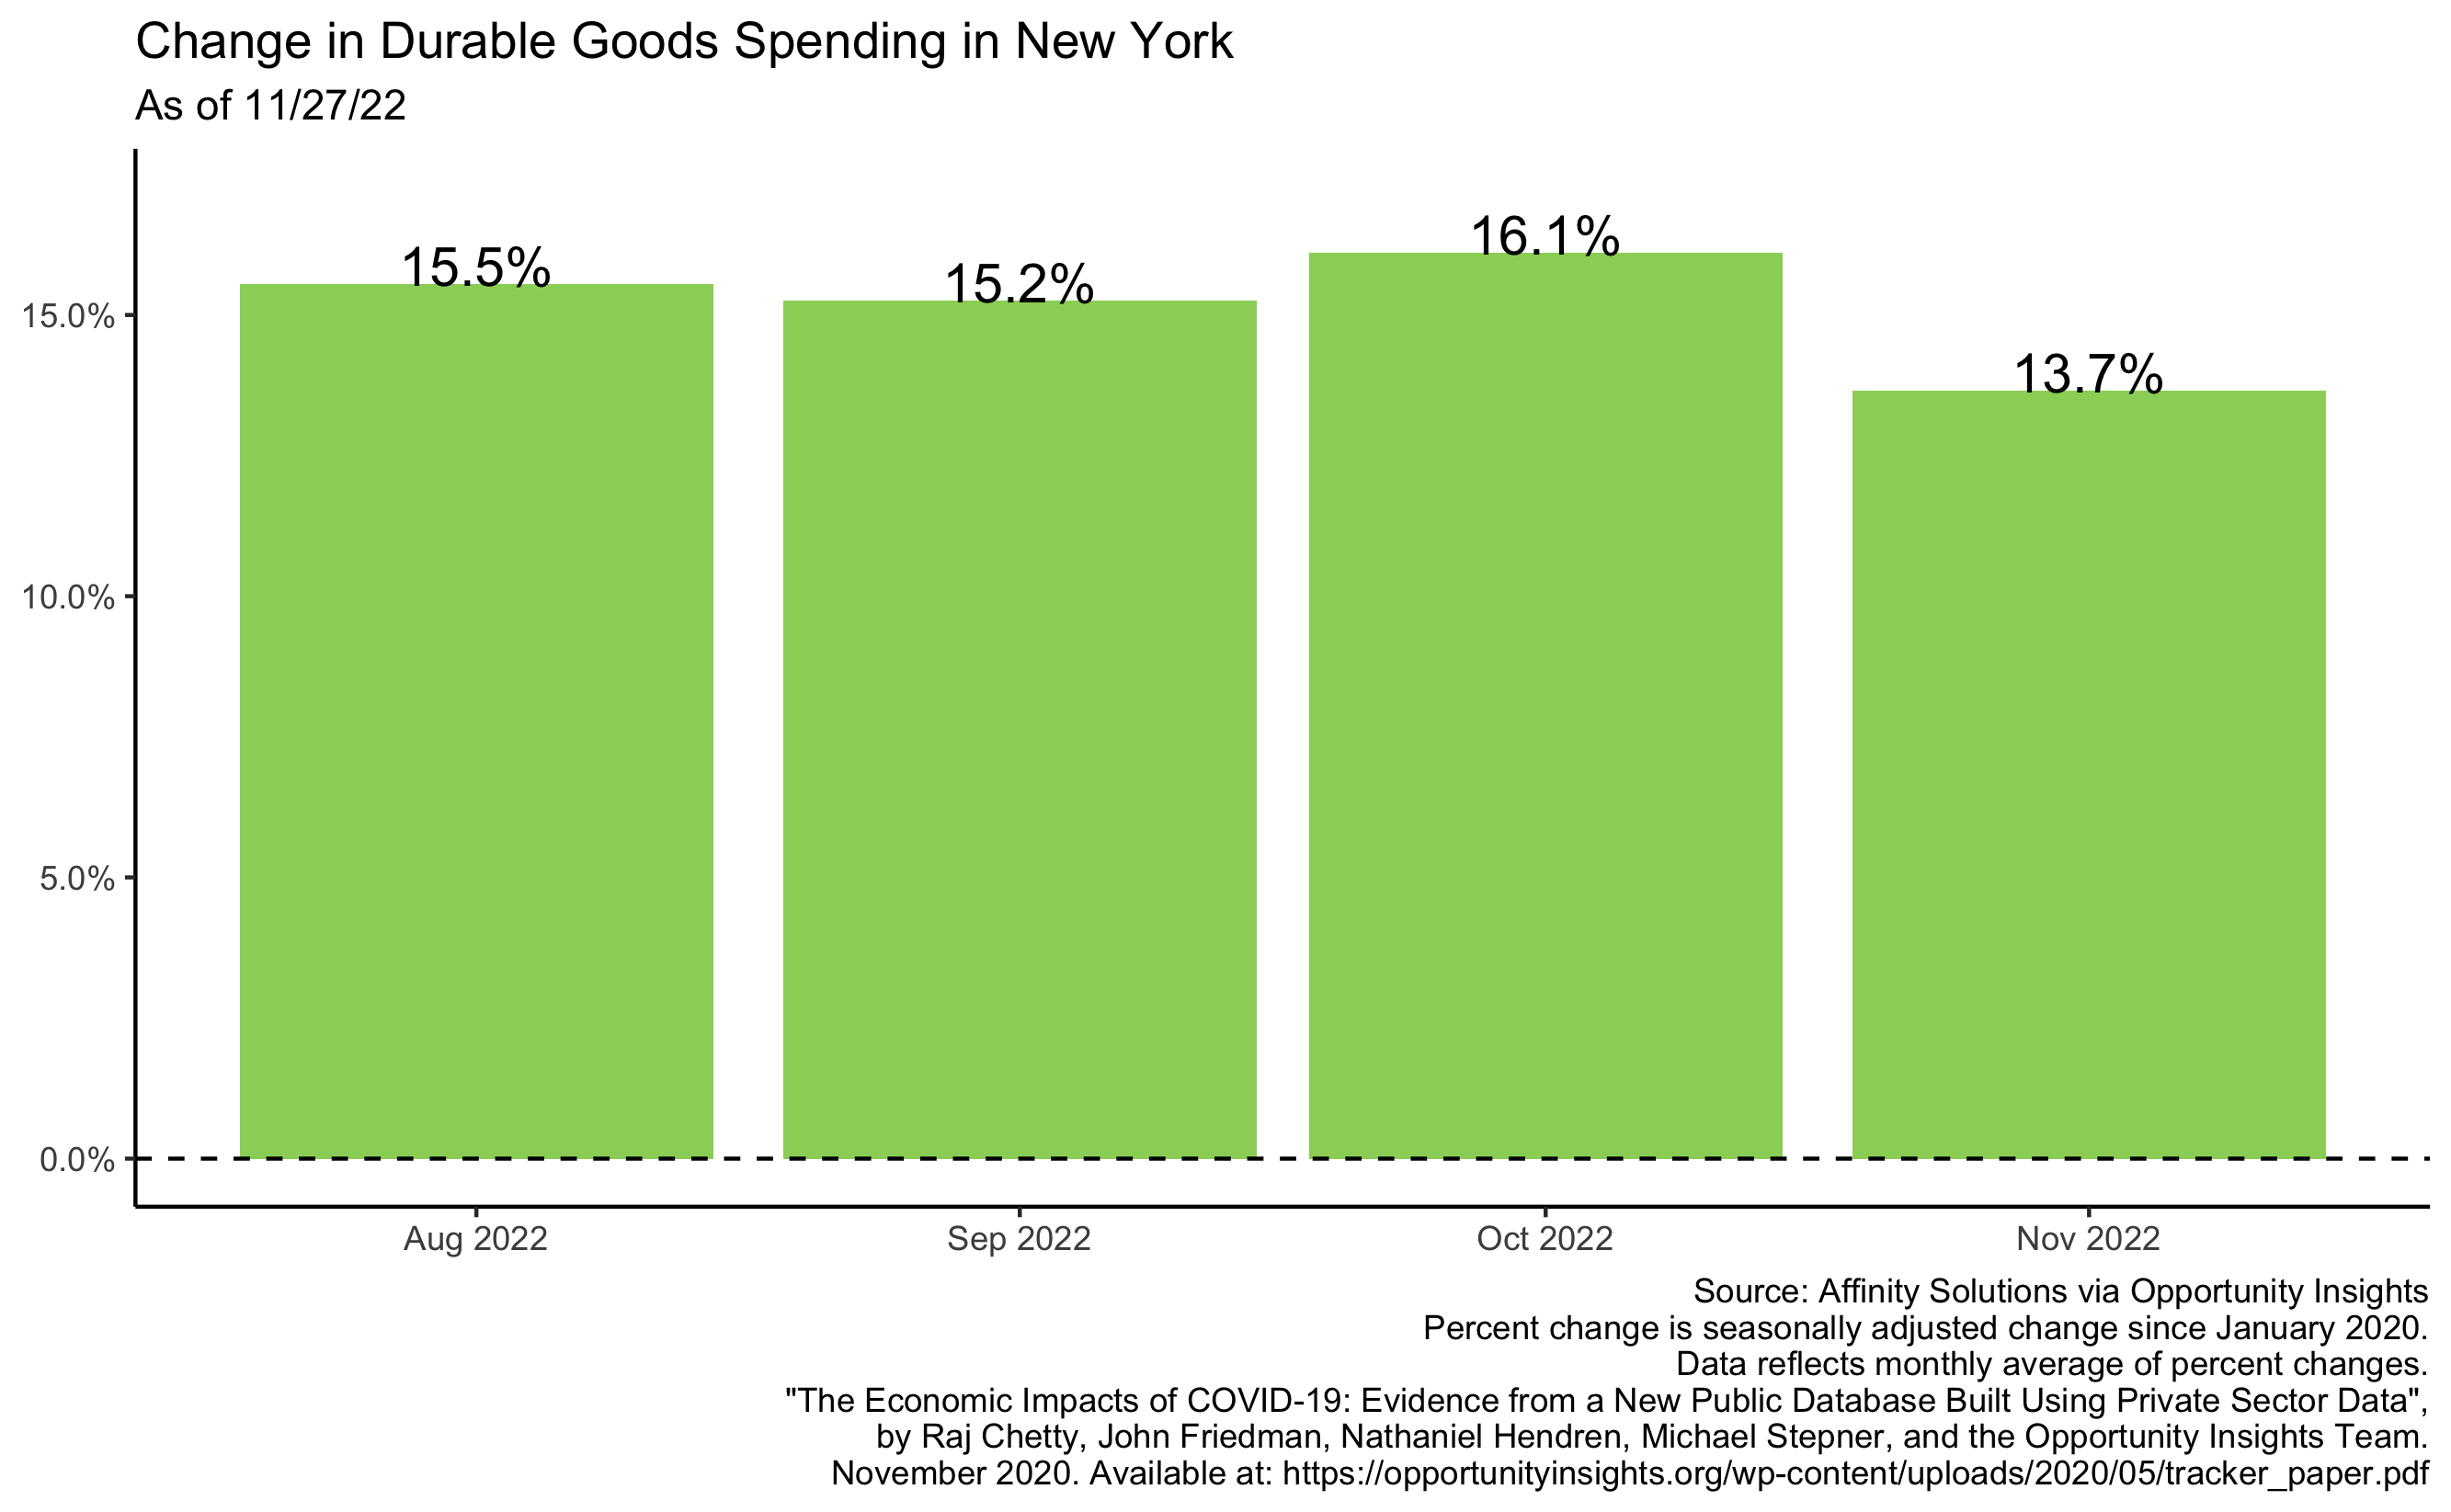 Change in Durable Goods Spending in New York
As of 11/27/22
15.5%
15.2%
16.1%
13.7%
15.0%
10.0%
5.0%
0.0%
Aug 2022
Sep 2022
Oct 2022
Nov 2022
Source: Affinity Solutions via Opportunity Insights
Percent change is seasonally adjusted change since January 2020.
Data reflects monthly average of percent changes.
"The Economic Impacts of COVID-19: Evidence from a New Public Database Built Using Private Sector Data",
by Raj Chetty, John Friedman, Nathaniel Hendren, Michael Stepner, and the Opportunity Insights Team.
November 2020. Available at: https://opportunityinsights.org/wp-content/uploads/2020/05/tracker_paper.pdf